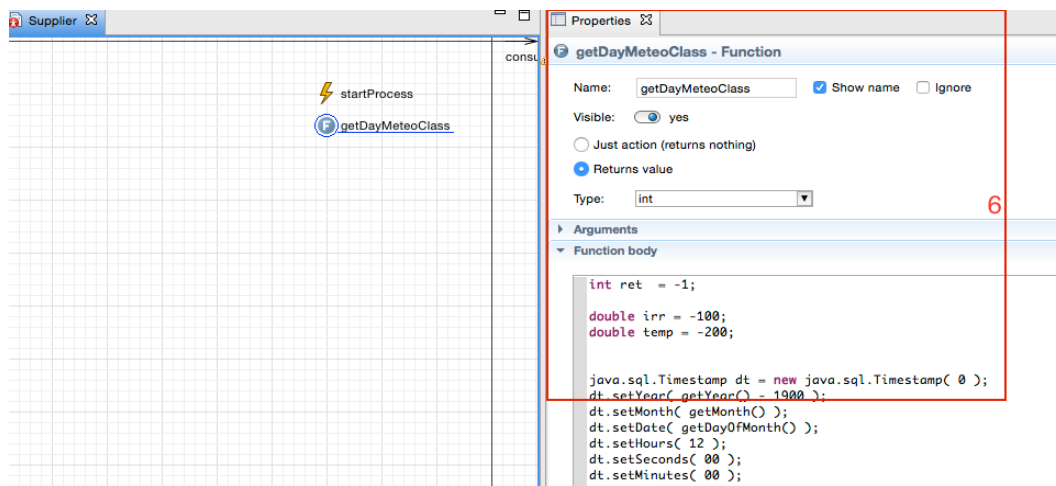 Supplier
consu
startProcess
getDayMeteoClass
Properties
getDayMeteoClass - Function
Name: getDayMeteoClass Show name Ignore
Visible: yes
Just action (returns nothing)
Returns value
Type: int
6
Arguments
Function body
int ret  = -1;
double irr = -100;
double temp = -200;
java.sql.Timestamp dt = new java.sql.Timestamp( 0 );
dt.setYear( getYear() - 1900 );
dt.setMonth( getMonth() );
dt.setDate( getDayOfMonth() );
dt.setHours( 12 );
dt.setSeconds( 00 );
dt.setMinutes( 00 );